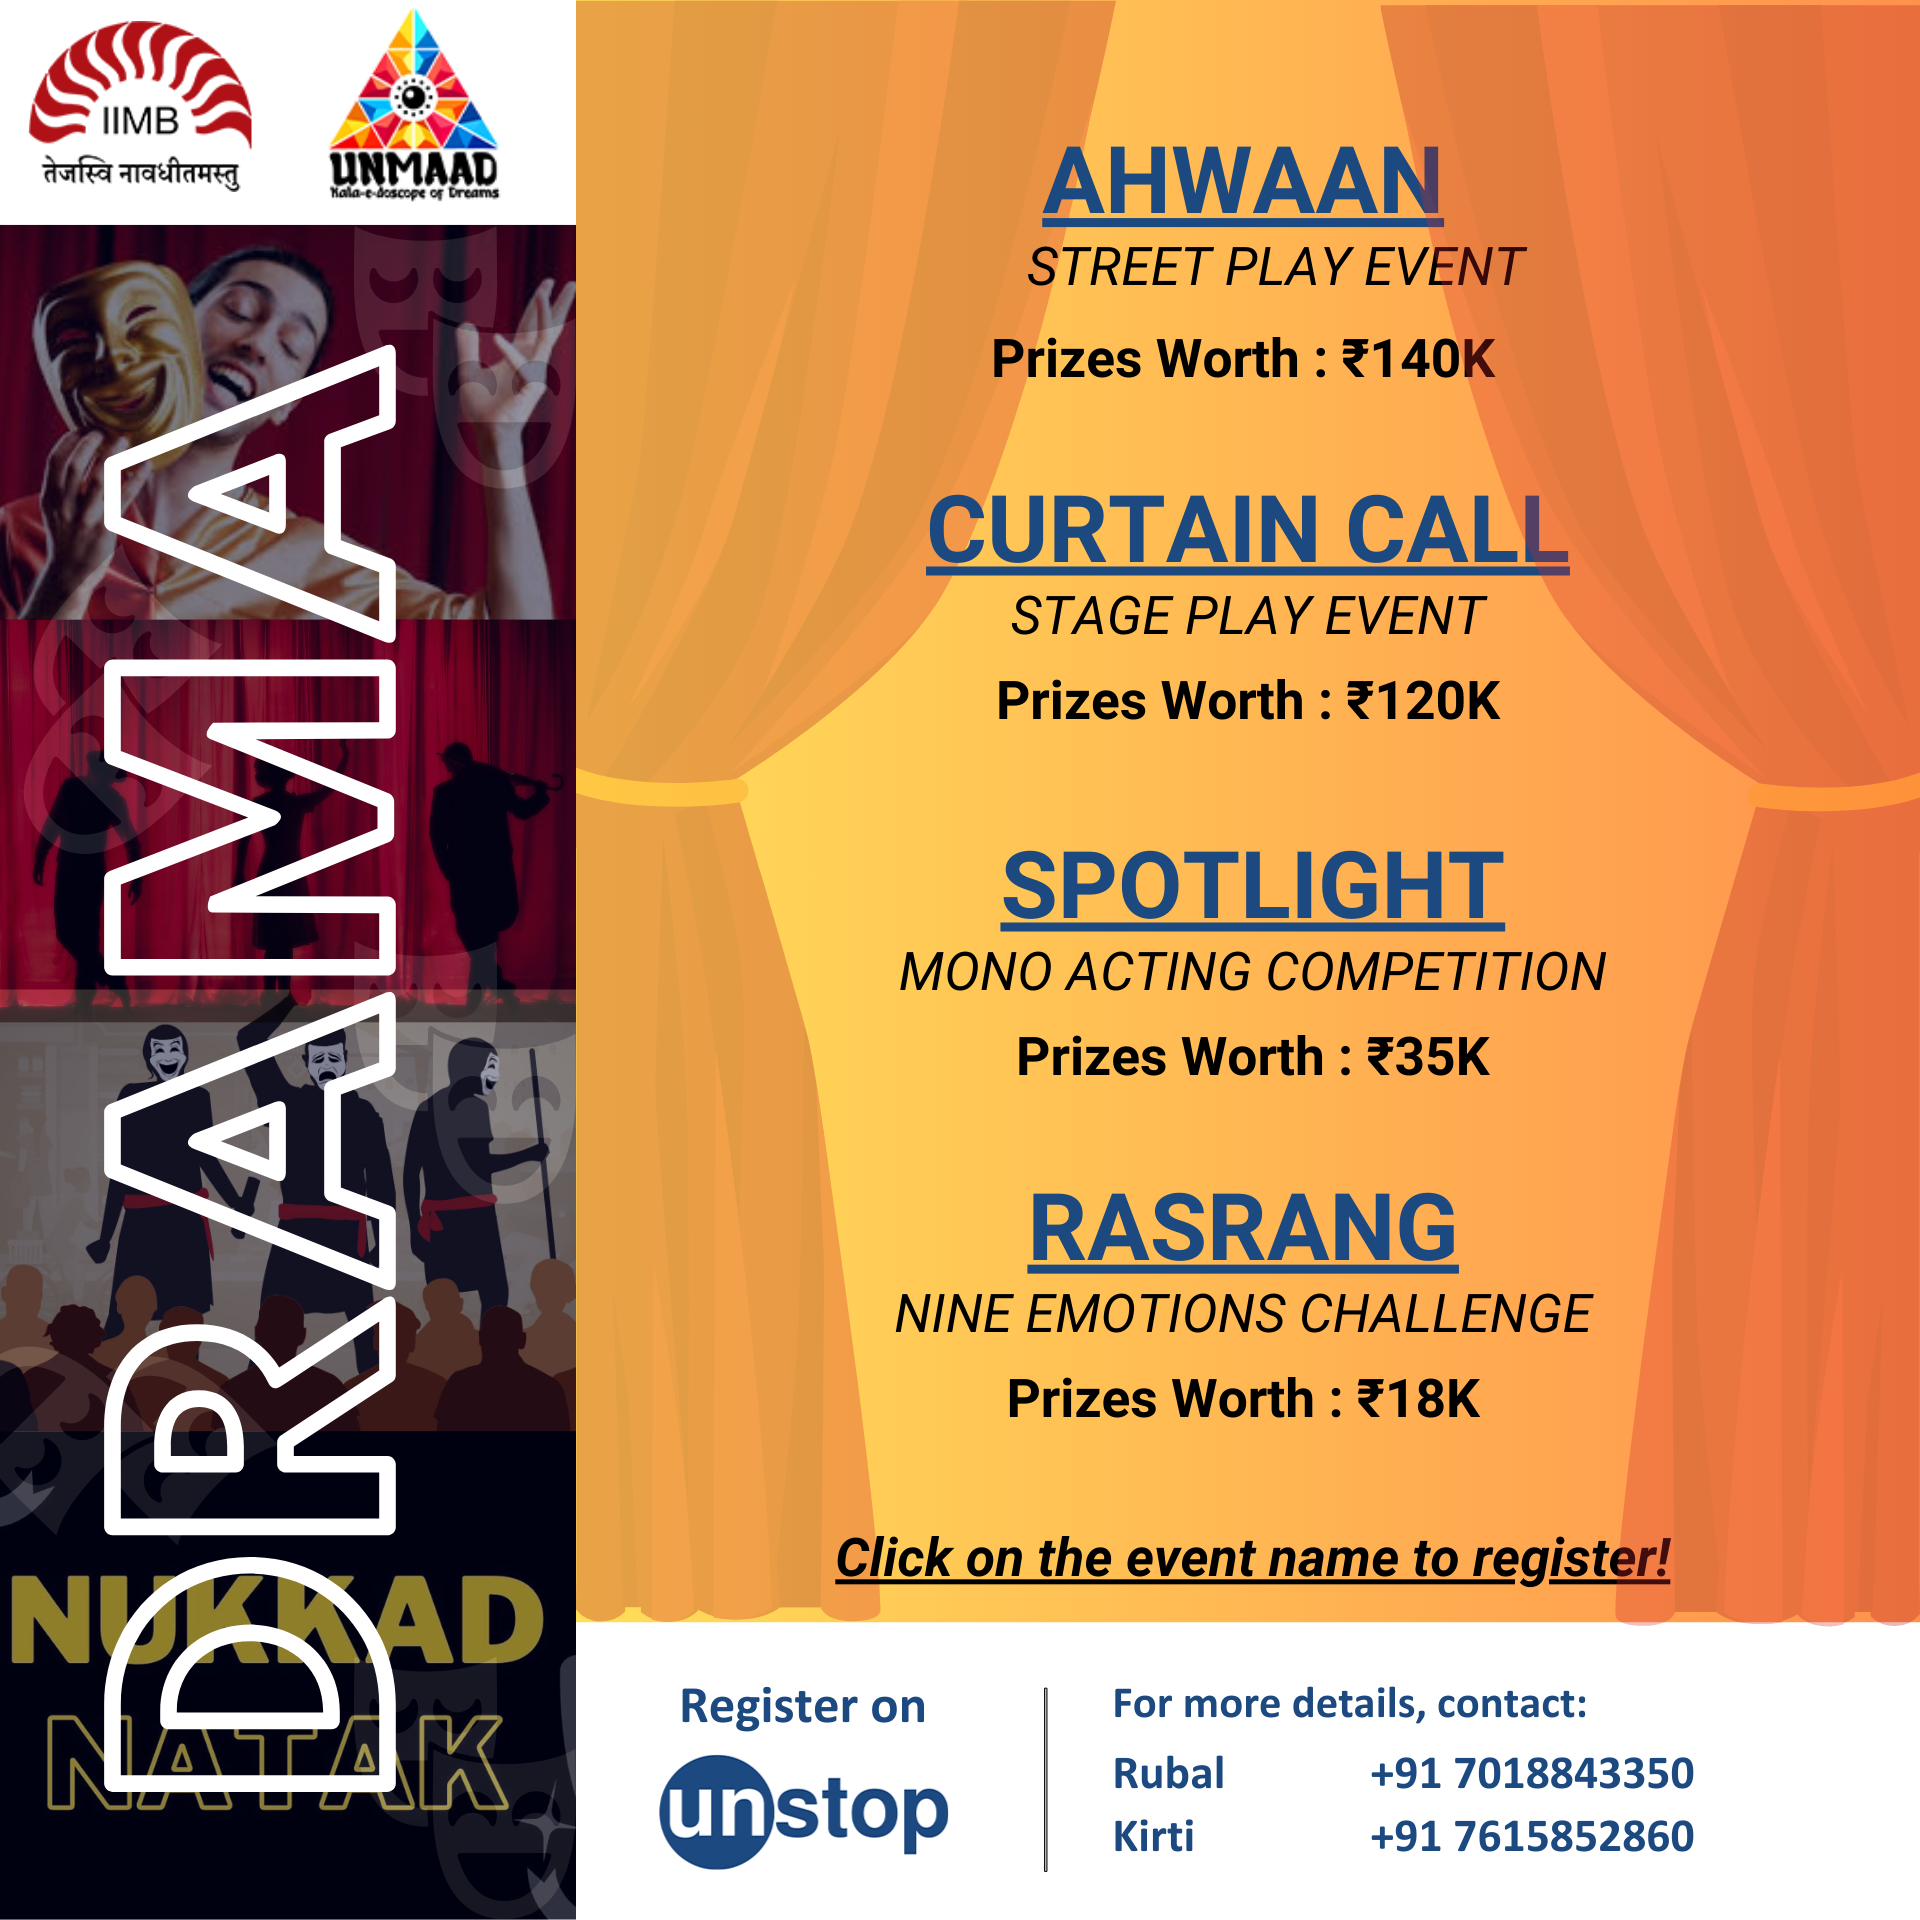 IIMB
तेजस्वि नावधीतमस्तु
UNMAAD
Kala-e-doscope of Dreams
DRAMA
NUKKAD
NATAK
AHWAAN
STREET PLAY EVENT
Prizes Worth : ₹140K
CURTAIN CALL
STAGE PLAY EVENT
Prizes Worth : ₹120K
SPOTLIGHT
MONO ACTING COMPETITION
Prizes Worth : ₹35K
RASRANG
NINE EMOTIONS CHALLENGE
Prizes Worth : ₹18K
Click on the event name to register!
Register on
unstop
For more details, contact:
Rubal +91 7018843350
Kirti +91 7615852860